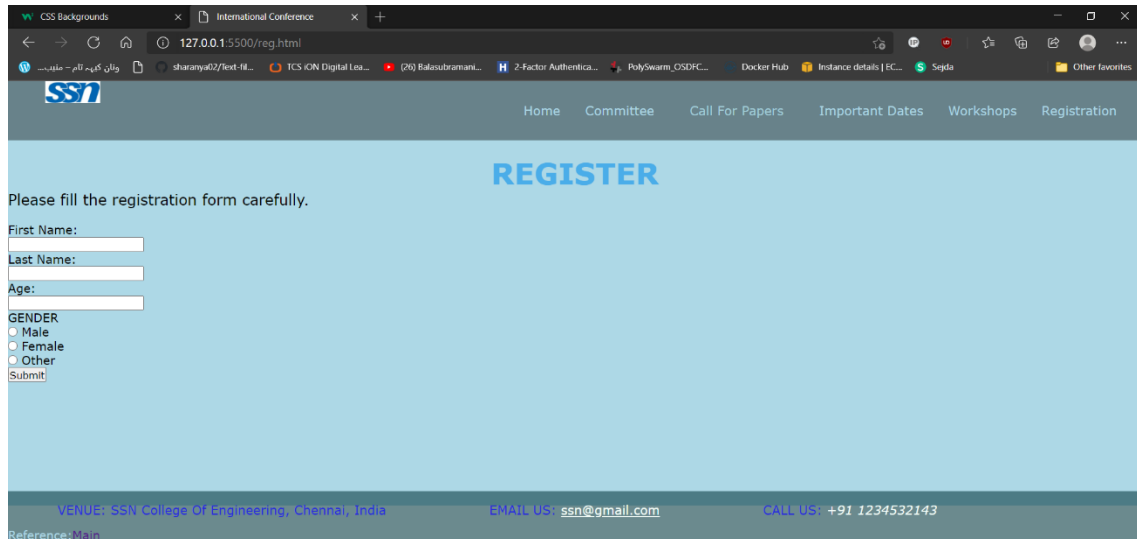 CSS Backgrounds
International Conference
127.0.0.1:5500/reg.html
sharanya02/Text-fil...
TCS iON Digital Lea...
(26) Balasubramani...
2-Factor Authentica...
PolySwarm_OSDFC...
Docker Hub
Instance details | EC...
Sejda
Other favorites
ssn
Home Committee Call For Papers Important Dates Workshops Registration
REGISTER
Please fill the registration form carefully.
First Name:
Last Name:
Age:
GENDER
Male
Female
Other
Submit
VENUE: SSN College Of Engineering, Chennai, India EMAIL US: ssn@gmail.com CALL US: +91 1234532143
Reference:Main